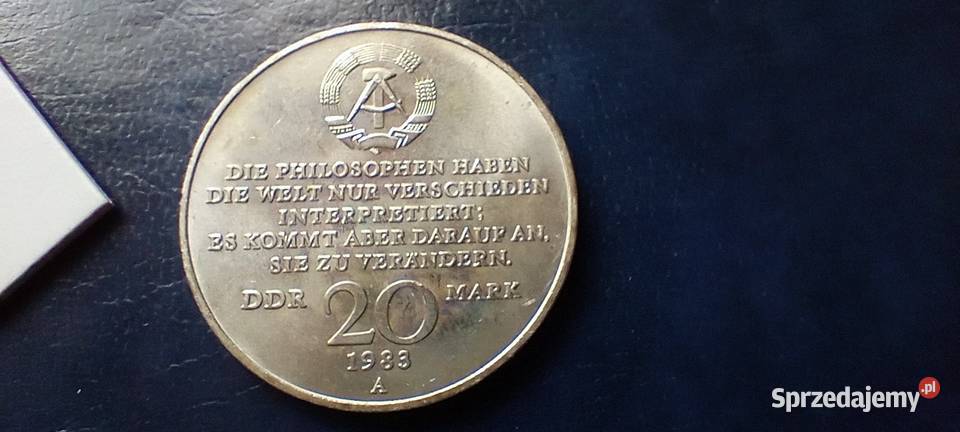 DIE PHILOSOPHEN HABEN
DIE WELT NUR VERSCHIEDEN
INTERPRETIERT;
ES KOMMT ABER DARAUF AN,
SIE ZU VERÄNDERN.
DDR 20 MARK
1983
A
Sprzedajemy.pl